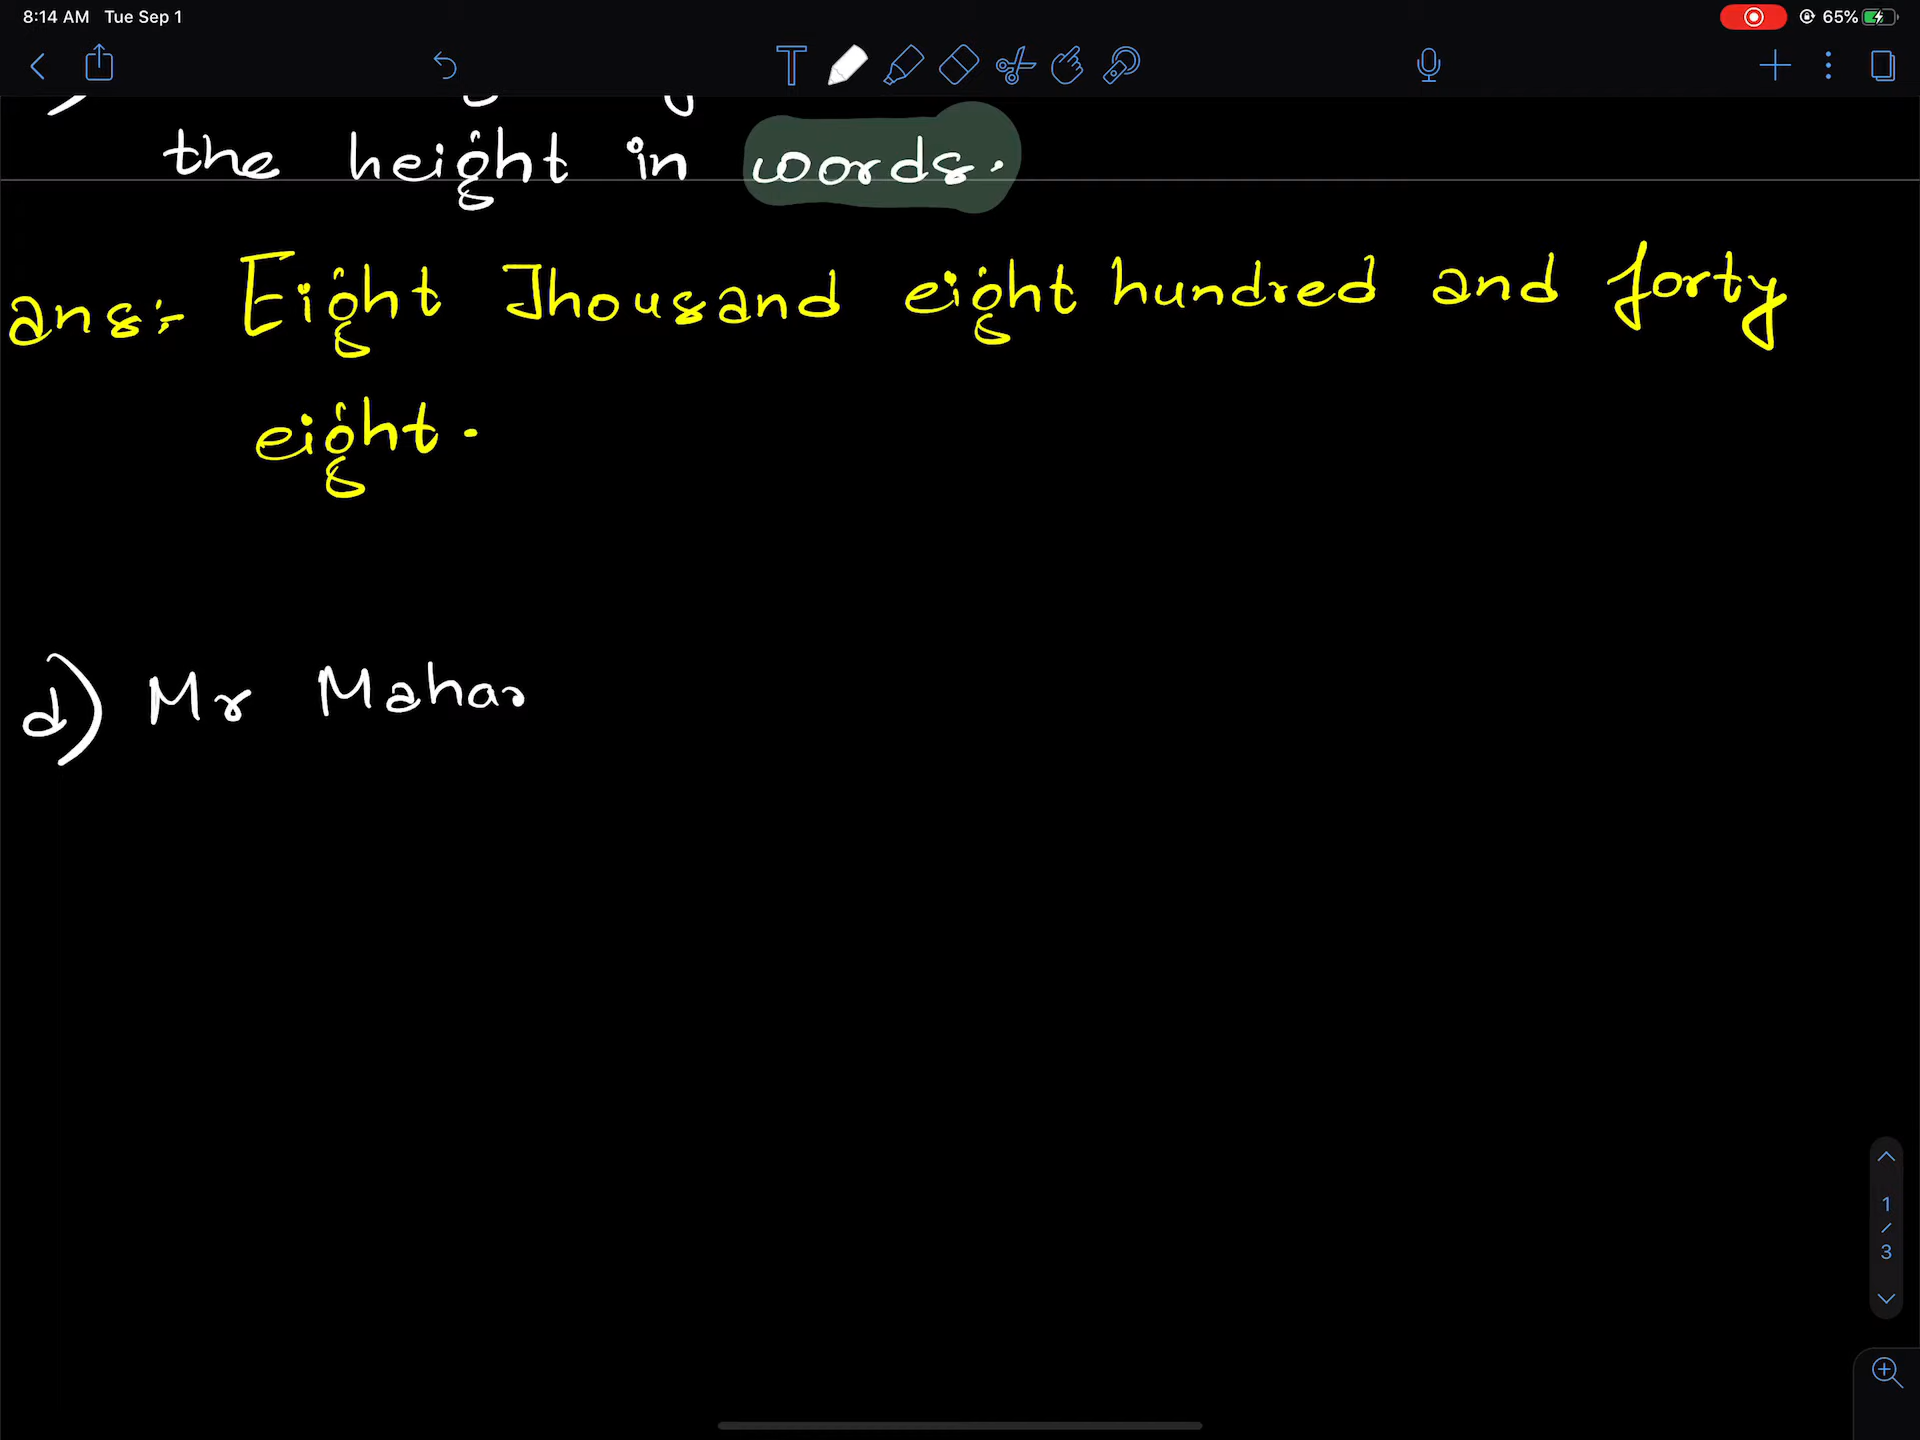 8:14 AM Tue Sep 1
65%
the height in words.
ans:- Eight Thousand eight hundred and forty
eight.
d) Mr Mahar
1
/
3